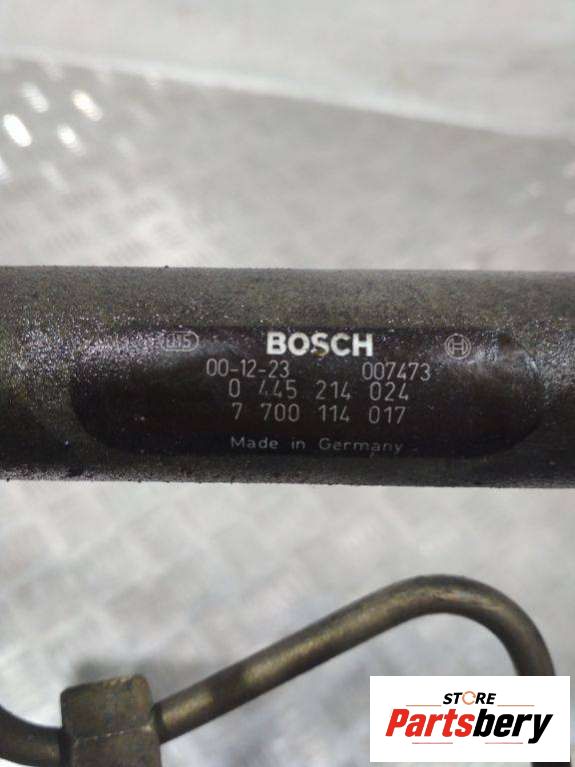 BOSCH
00-12-23 007473
0 445 214 024
7 700 114 017
Made in Germany
STORE
Partsbery